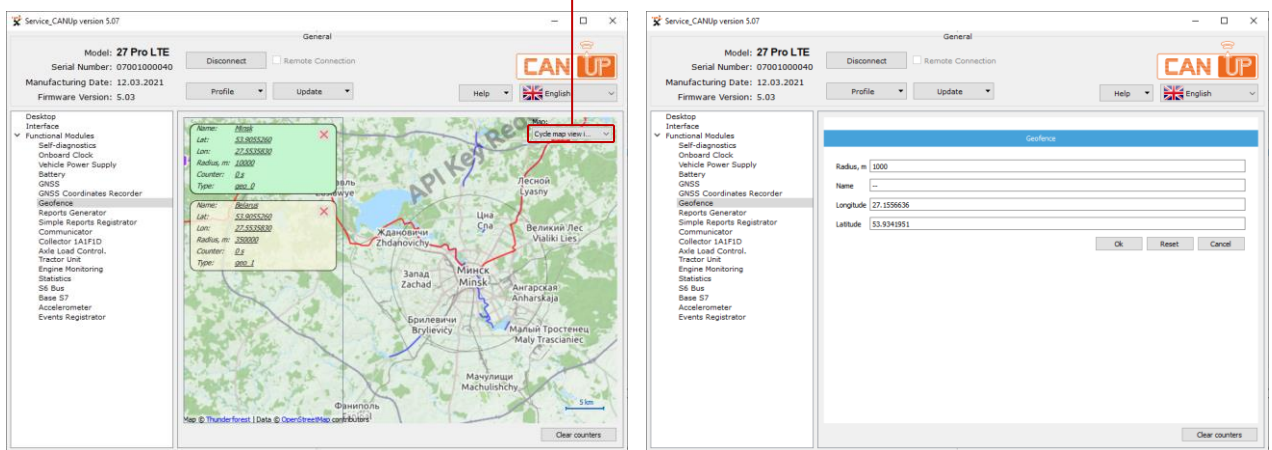 Service_CANUp version 5.07
General
Model: 27 Pro LTE
Serial Number: 07001000040
Manufacturing Date: 12.03.2021
Firmware Version: 5.03
Disconnect
Remote Connection
Profile
Update
Help
English
CAN UP
Desktop
Interface
Functional Modules
Self-diagnostics
Onboard Clock
Vehicle Power Supply
Battery
GNSS
GNSS Coordinates Recorder
Geofence
Reports Generator
Simple Reports Registrator
Communicator
Collector 1A1F1D
Axle Load Control.
Tractor Unit
Engine Monitoring
Statistics
S6 Bus
Base S7
Accelerometer
Events Registrator
Name: Minsk
Lat: 53.9055260
Lon: 27.5535830
Radius, m: 10000
Counter: 0 s
Type: geo_0
Name: Belarus
Lat: 53.9055260
Lon: 27.5535830
Radius, m: 350000
Counter: 0 s
Type: geo_1
Map:
Cycle map view i...
API Key Req
Лесной
Lyasny
Цна
Cna
Ждановичи
Zhdanovichy
Великий Лес
Vialiki Lies
Запад
Zachad
Минск
Minsk
Ангарская
Anharskaja
Брилевичи
Brylievičy
Малый Тростенец
Maly Trascianiec
Мачулищи
Machulishchy
Фаниполь
5 km
Map © Thunderforest | Data © OpenStreetMap contributors
Clear counters
Service_CANUp version 5.07
General
Model: 27 Pro LTE
Serial Number: 07001000040
Manufacturing Date: 12.03.2021
Firmware Version: 5.03
Disconnect
Remote Connection
Profile
Update
Help
English
CAN UP
Desktop
Interface
Functional Modules
Self-diagnostics
Onboard Clock
Vehicle Power Supply
Battery
GNSS
GNSS Coordinates Recorder
Geofence
Reports Generator
Simple Reports Registrator
Communicator
Collector 1A1F1D
Axle Load Control.
Tractor Unit
Engine Monitoring
Statistics
S6 Bus
Base S7
Accelerometer
Events Registrator
Geofence
Radius, m 1000
Name --
Longitude 27.1556636
Latitude 53.9341951
Ok
Reset
Cancel
Clear counters